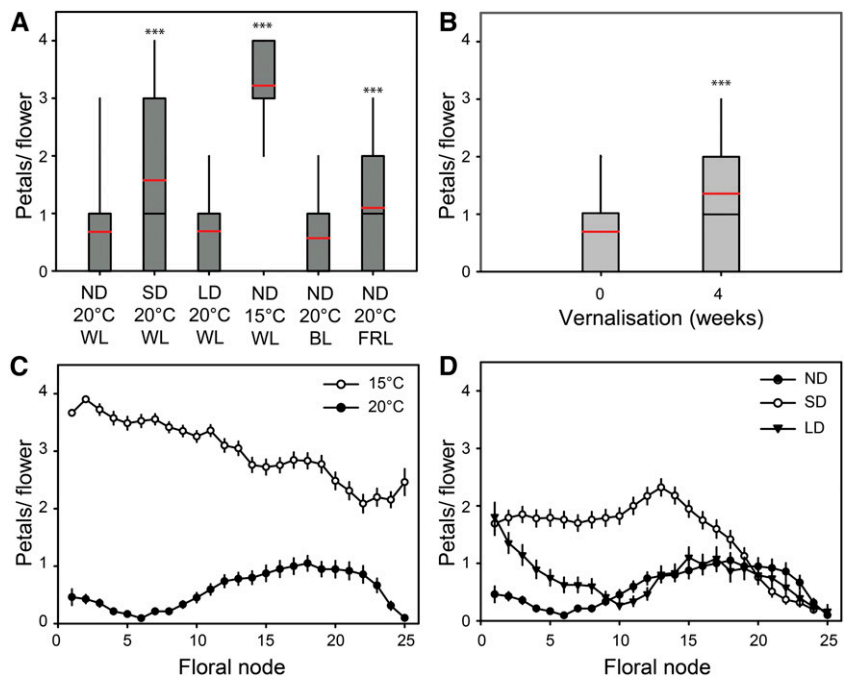 A
B
*** *** ***
***
4
3
2
1
0
Petals/ flower
ND SD LD ND ND ND
20°C 20°C 20°C 15°C 20°C 20°C
WL WL WL WL BL FRL
4
3
2
1
0
Petals/ flower
0 4
Vernalisation (weeks)
C
4
3
2
1
0
Petals/ flower
15°C
20°C
0 5 10 15 20 25
Floral node
D
4
3
2
1
0
Petals/ flower
ND
SD
LD
0 5 10 15 20 25
Floral node